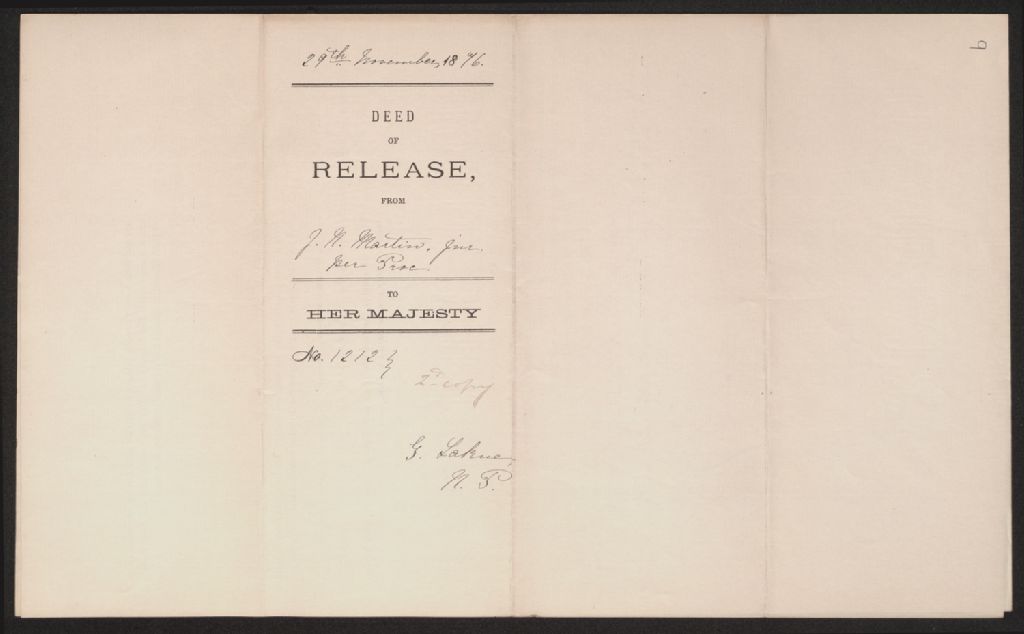 29th November, 1876.
DEED
OF
RELEASE,
FROM
J. N. Martin, jnr.
per Proc.
TO
HER MAJESTY
No. 1212
2d copy
G.
N. P.
9